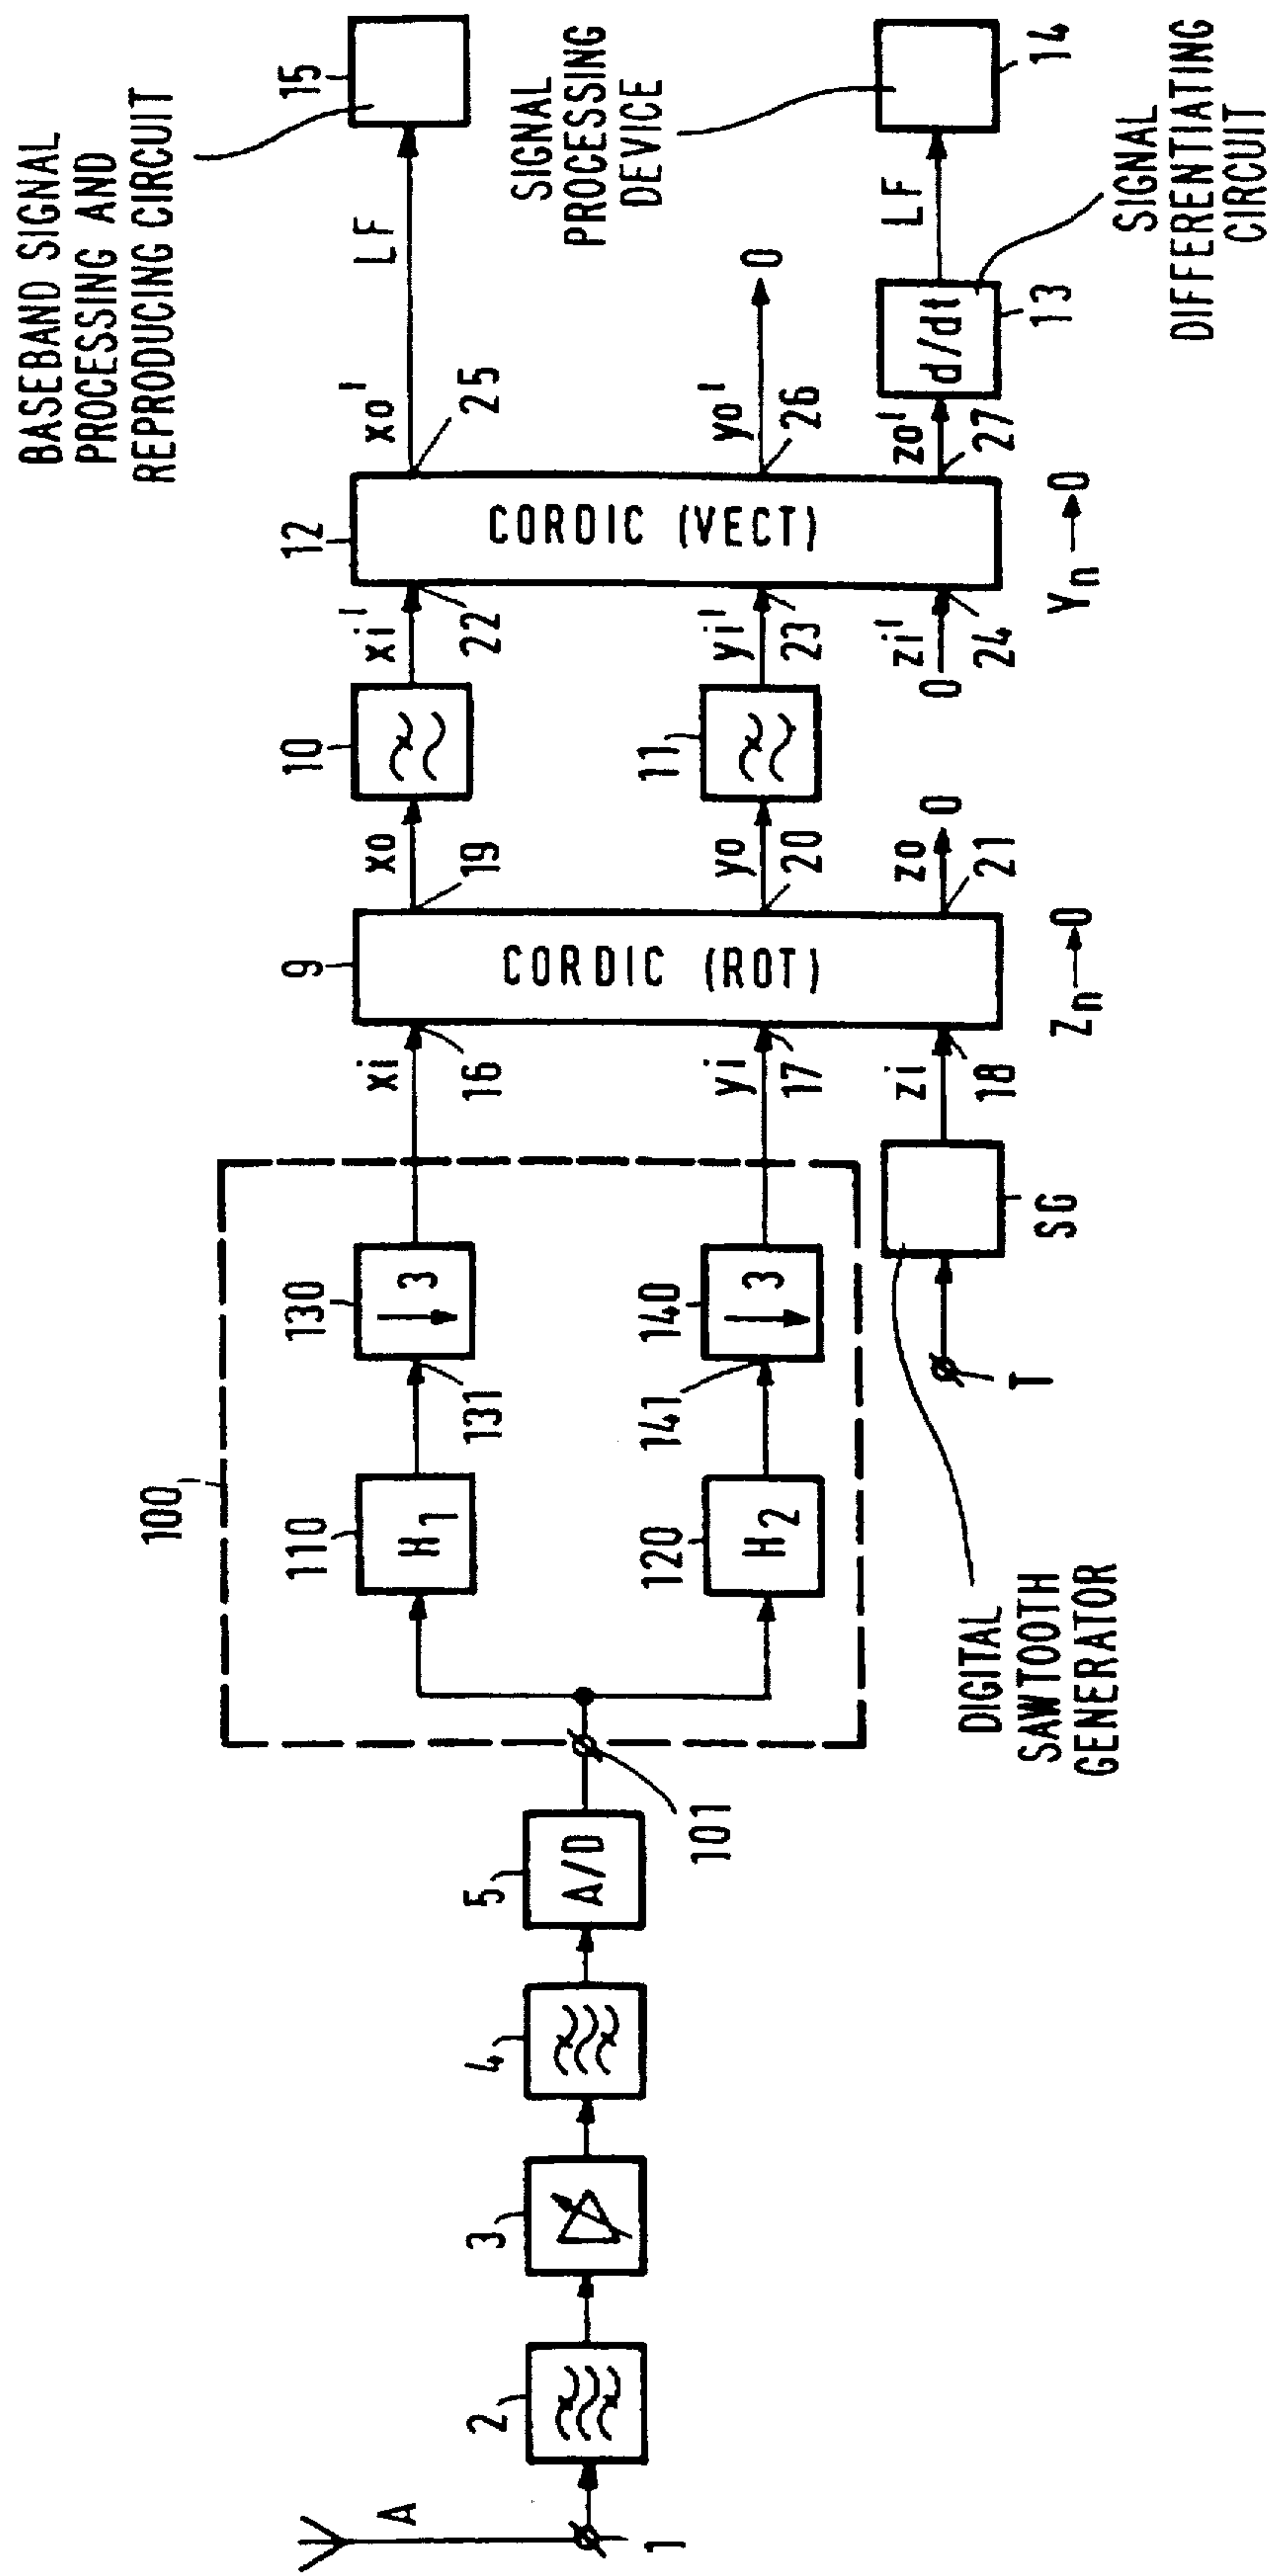 BASEBAND SIGNAL
PROCESSING AND
REPRODUCING CIRCUIT
15
LF
xo'
25
12
CORDIC (VECT)
xi'
22
10
xo
19
9
CORDIC (ROT)
xi
16
130
3
131
110
H1
100
SIGNAL
PROCESSING
DEVICE
0
yo'
26
yi'
23
11
yo
20
yi
17
140
3
141
120
H2
14
LF
SIGNAL
DIFFERENTIATING
CIRCUIT
d/dt
13
zo'
27
Yn → 0
zi'
24
0
0
zo
21
Zn → 0
zi
18
SG
T
DIGITAL
SAWTOOTH
GENERATOR
101
5
A/D
4
3
2
A
1